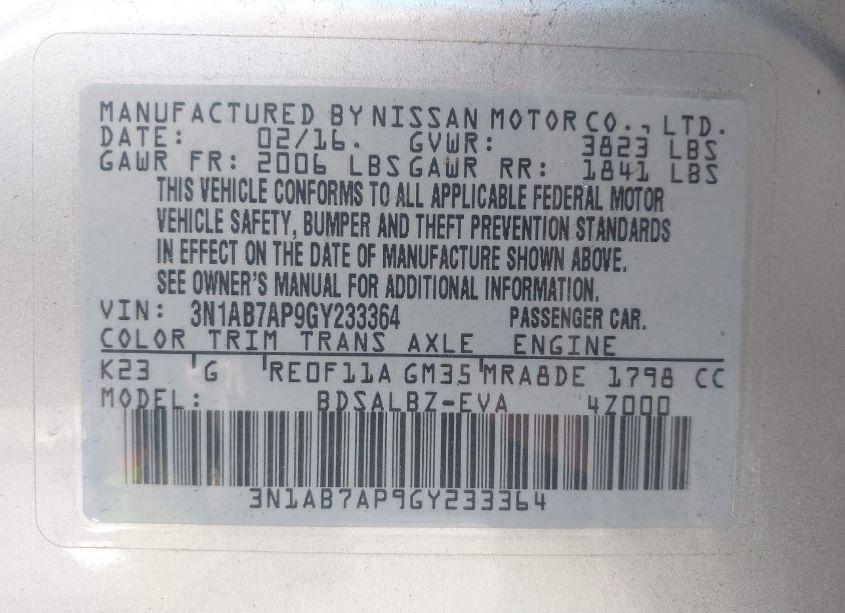 MANUFACTURED BY NISSAN MOTOR CO., LTD.
DATE: 02/16. GVWR: 3823 LBS
GAWR FR: 2006 LBS GAWR RR: 1841 LBS
THIS VEHICLE CONFORMS TO ALL APPLICABLE FEDERAL MOTOR
VEHICLE SAFETY, BUMPER AND THEFT PREVENTION STANDARDS
IN EFFECT ON THE DATE OF MANUFACTURE SHOWN ABOVE.
SEE OWNER'S MANUAL FOR ADDITIONAL INFORMATION.
VIN: 3N1AB7AP9GY233364 PASSENGER CAR.
COLOR TRIM TRANS AXLE ENGINE
K23 G RE0F11A GM35 MRA8DE 1798 CC
MODEL: BDSALBZ-EVA 4Z000
3N1AB7AP9GY233364